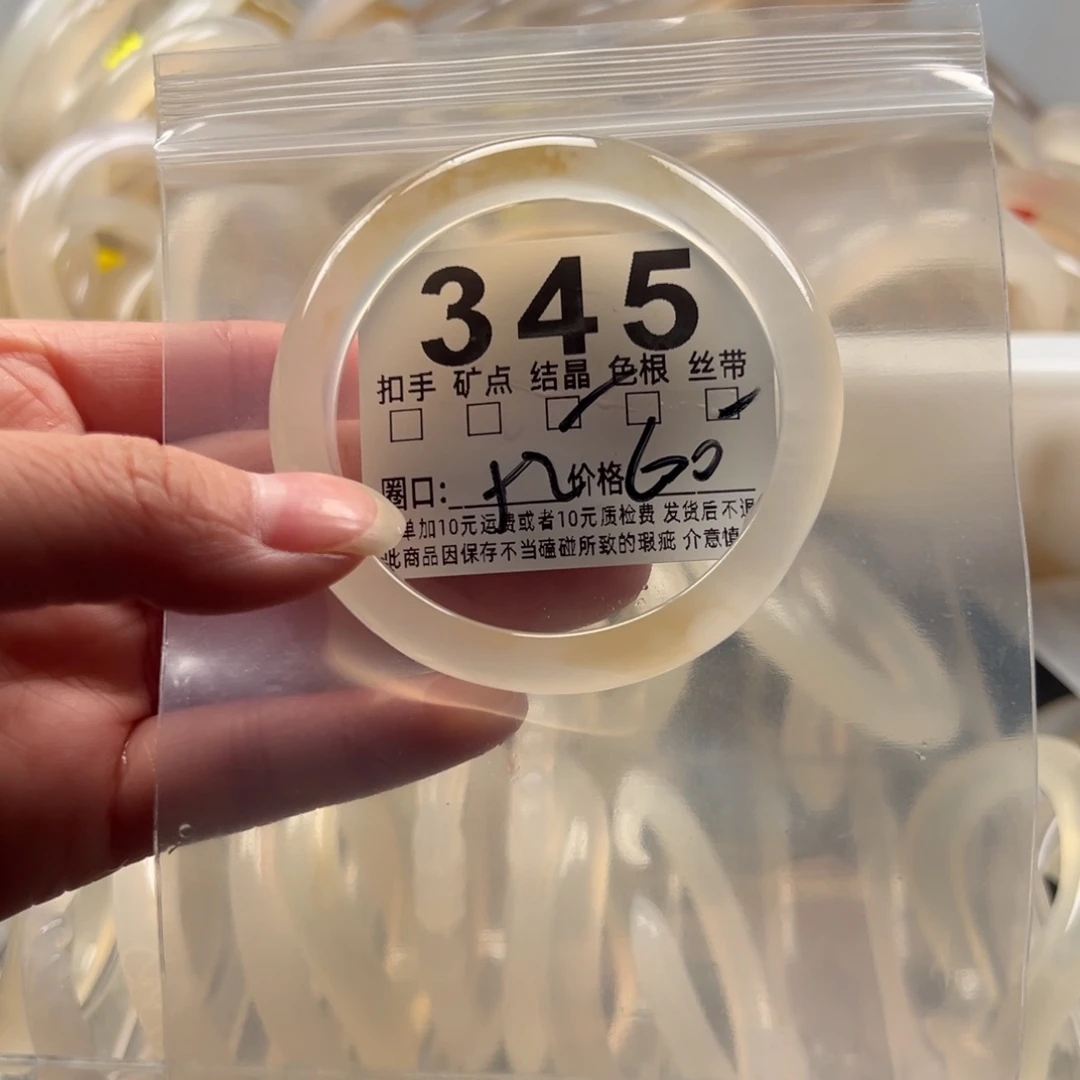 345
扣手 矿点 结晶 色根 丝带
圈口: 价格 60
单加10元运费或者10元质检费 发货后不退
此商品因保存不当磕碰所致的瑕疵 介意慎